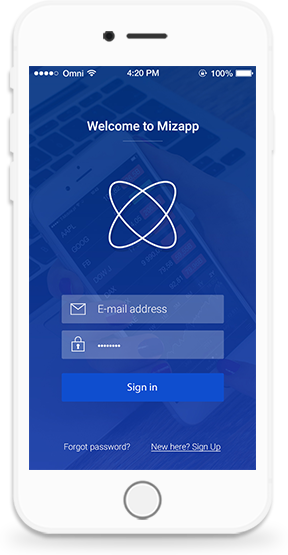 Omni 4:20 PM 100%
Welcome to Mizapp
E-mail address
••••••••
Sign in
Forgot password? New here? Sign Up